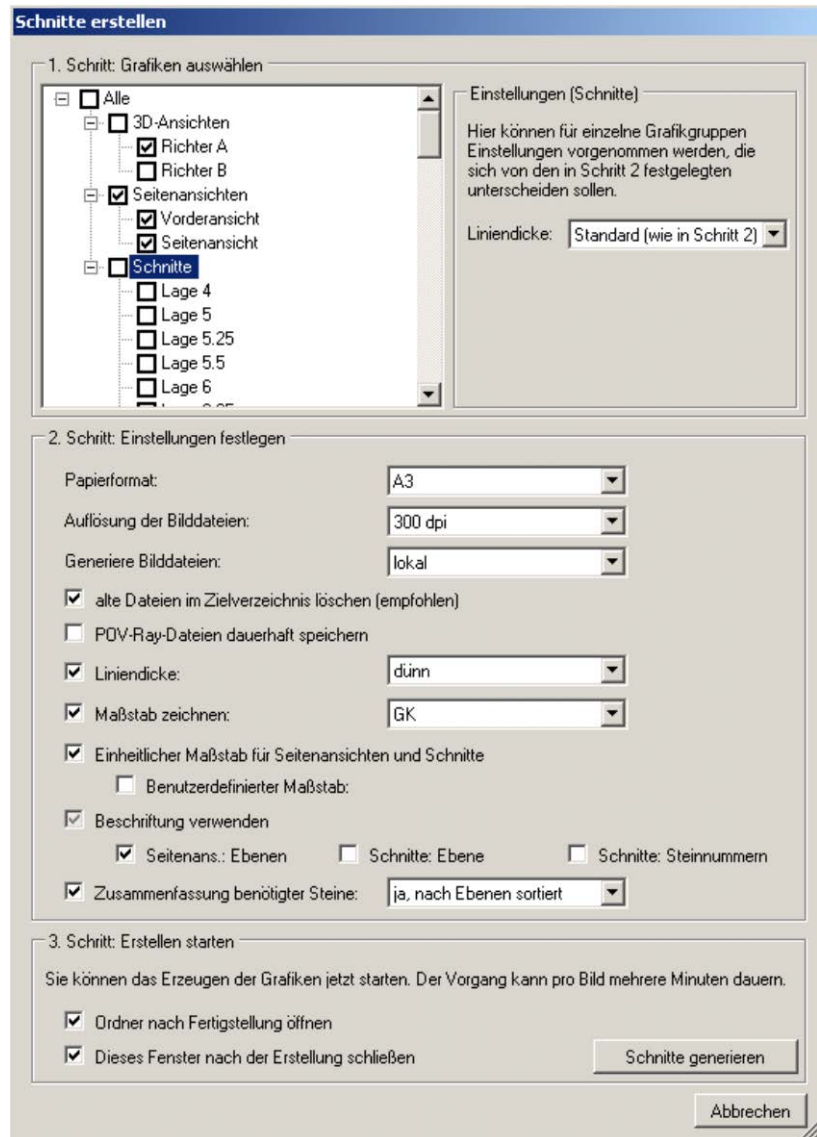 Schnitte erstellen
1. Schritt: Grafiken auswählen
Alle
3D-Ansichten
Richter A
Richter B
Seitenansichten
Vorderansicht
Seitenansicht
Schnitte
Lage 4
Lage 5
Lage 5.25
Lage 5.5
Lage 6
Einstellungen (Schnitte)
Hier können für einzelne Grafikgruppen
Einstellungen vorgenommen werden, die
sich von den in Schritt 2 festgelegten
unterscheiden sollen.
Liniendicke: Standard (wie in Schritt 2)
2. Schritt: Einstellungen festlegen
Papierformat: A3
Auflösung der Bilddateien: 300 dpi
Generiere Bilddateien: lokal
alte Dateien im Zielverzeichnis löschen (empfohlen)
POV-Ray-Dateien dauerhaft speichern
Liniendicke: dünn
Maßstab zeichnen: GK
Einheitlicher Maßstab für Seitenansichten und Schnitte
Benutzerdefinierter Maßstab:
Beschriftung verwenden
Seitenans.: Ebenen Schnitte: Ebene Schnitte: Steinnummern
Zusammenfassung benötigter Steine: ja, nach Ebenen sortiert
3. Schritt: Erstellen starten
Sie können das Erzeugen der Grafiken jetzt starten. Der Vorgang kann pro Bild mehrere Minuten dauern.
Ordner nach Fertigstellung öffnen
Dieses Fenster nach der Erstellung schließen Schnitte generieren
Abbrechen